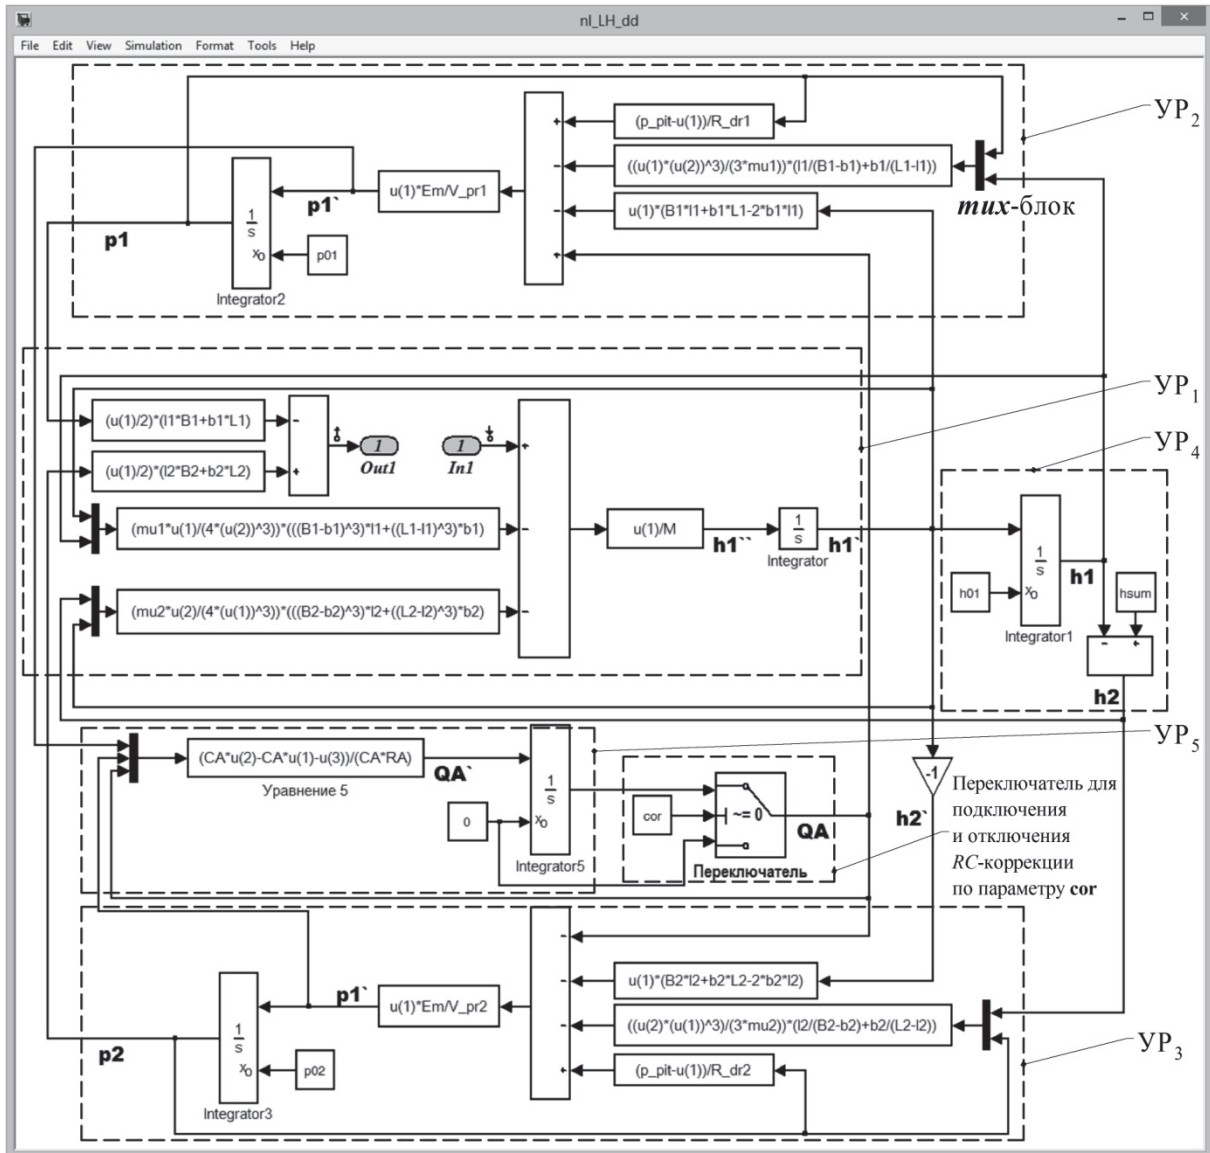 nl_LH_dd
File Edit View Simulation Format Tools Help
УР₂
+
(p_pit-u(1))/R_dr1
-
((u(1)*(u(2))^3)/(3*mu1))*(l1/(B1-b1)+b1/(L1-l1))
u(1)*Em/V_pr1
p1`
-
u(1)*(B1*l1+b1*L1-2*b1*l1)
mux-блок
1
s
p1
+
xo
p01
Integrator2
УР₁
(u(1)/2)*(l1*B1+b1*L1)
-
УР₄
1
Out1
1
In1
+
(u(1)/2)*(l2*B2+b2*L2)
+
(mu1*u(1)/(4*(u(2))^3))*(((B1-b1)^3)*l1+((L1-l1)^3)*b1)
-
u(1)/M
h1``
1
s
Integrator
h1`
1
s
h1
h01
xo
Integrator1
hsum
(mu2*u(2)/(4*(u(1))^3))*(((B2-b2)^3)*l2+((L2-l2)^3)*b2)
-
- +
h2
УР₅
(CA*u(2)-CA*u(1)-u(3))/(CA*RA)
QA`
Уравнение 5
1
s
0
xo
Integrator5
cor
~= 0
QA
Переключатель
-1
h2`
Переключатель для
подключения
и отключения
RC-коррекции
по параметру cor
-
-
u(1)*(B2*l2+b2*L2-2*b2*l2)
p1`
u(1)*Em/V_pr2
-
((u(2)*(u(1))^3)/(3*mu2))*(l2/(B2-b2)+b2/(L2-l2))
1
s
p2
УР₃
xo
p02
+
(p_pit-u(1))/R_dr2
Integrator3